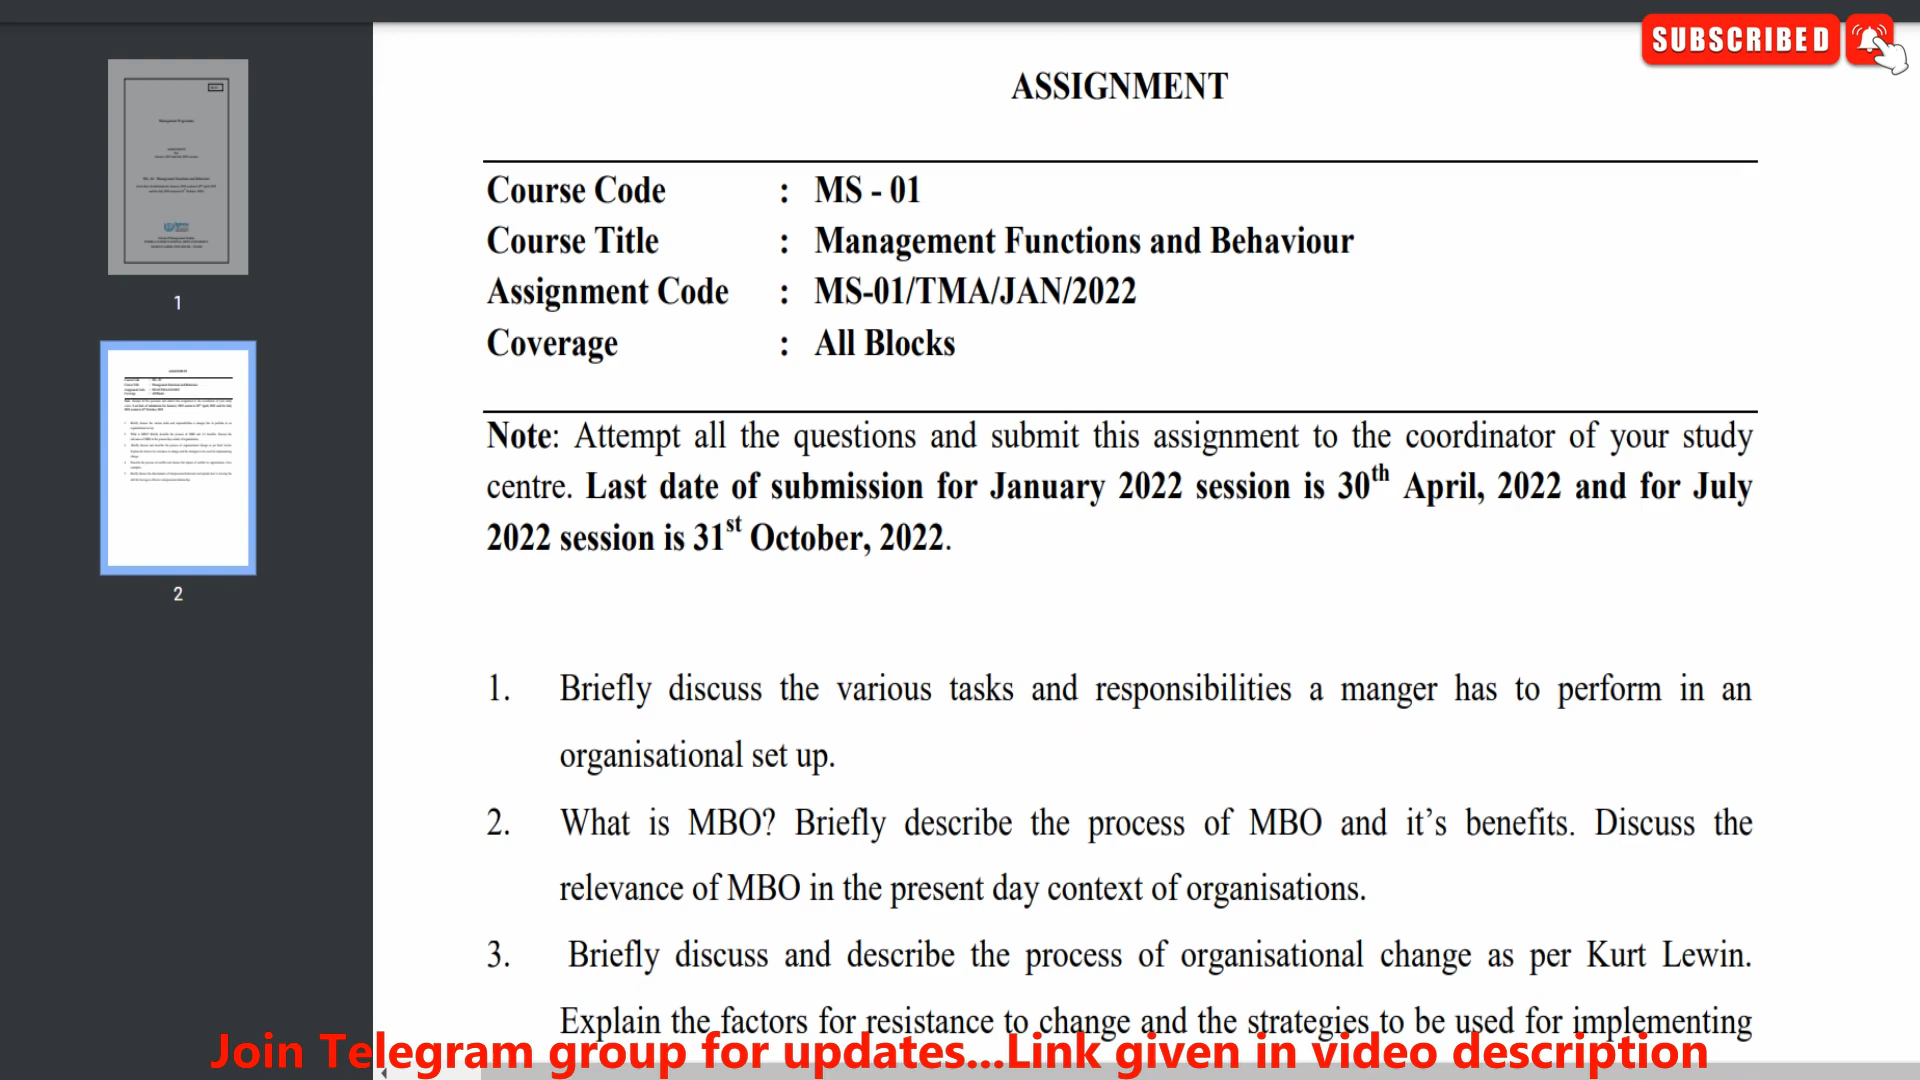 SUBSCRIBED
ASSIGNMENT
Course Code : MS - 01
Course Title : Management Functions and Behaviour
Assignment Code : MS-01/TMA/JAN/2022
Coverage : All Blocks
Note: Attempt all the questions and submit this assignment to the coordinator of your study
centre. Last date of submission for January 2022 session is 30th April, 2022 and for July
2022 session is 31st October, 2022.
1. Briefly discuss the various tasks and responsibilities a manger has to perform in an
organisational set up.
2. What is MBO? Briefly describe the process of MBO and it’s benefits. Discuss the
relevance of MBO in the present day context of organisations.
3. Briefly discuss and describe the process of organisational change as per Kurt Lewin.
Explain the factors for resistance to change and the strategies to be used for implementing
1
2
Join Telegram group for updates...Link given in video description